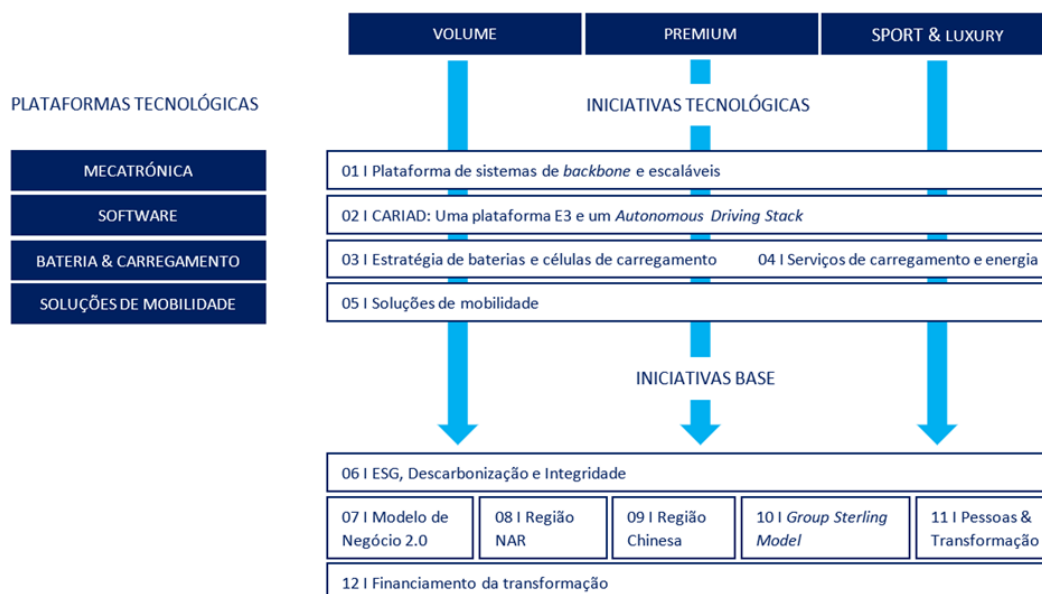 VOLUME
PREMIUM
SPORT & LUXURY
PLATAFORMAS TECNOLÓGICAS
INICIATIVAS TECNOLÓGICAS
MECATRÓNICA
01 I Plataforma de sistemas de backbone e escaláveis
SOFTWARE
02 I CARIAD: Uma plataforma E3 e um Autonomous Driving Stack
BATERIA & CARREGAMENTO
03 I Estratégia de baterias e células de carregamento
04 I Serviços de carregamento e energia
SOLUÇÕES DE MOBILIDADE
05 I Soluções de mobilidade
INICIATIVAS BASE
06 I ESG, Descarbonização e Integridade
07 I Modelo de
Negócio 2.0
08 I Região
NAR
09 I Região
Chinesa
10 I Group Sterling
Model
11 I Pessoas &
Transformação
12 I Financiamento da transformação